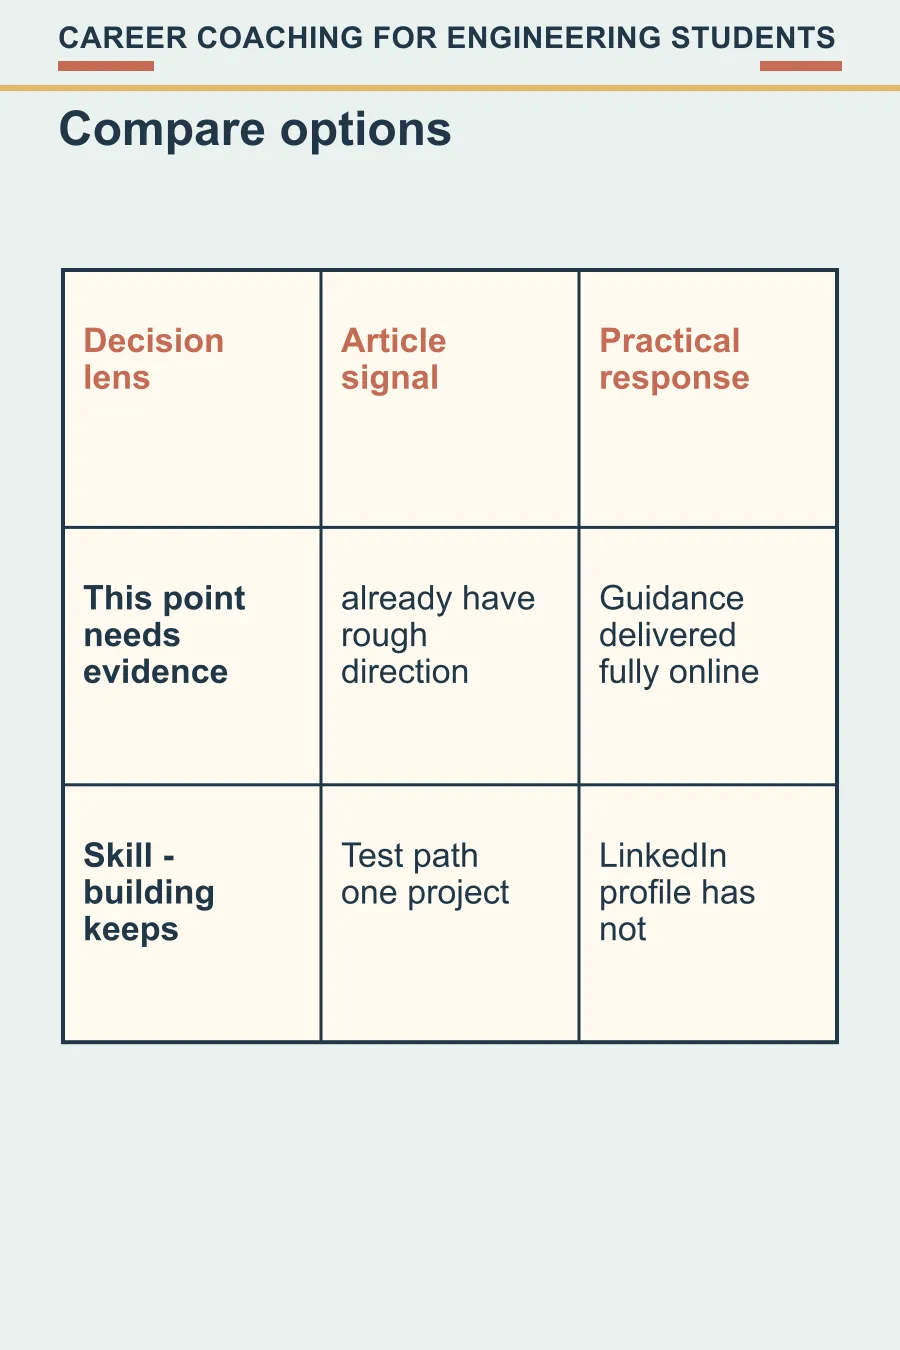 CAREER COACHING FOR ENGINEERING STUDENTS
Compare options
Decision
lens
Article
signal
Practical
response
This point
needs
evidence
already have
rough
direction
Guidance
delivered
fully online
Skill -
building
keeps
Test path
one project
LinkedIn
profile has
not